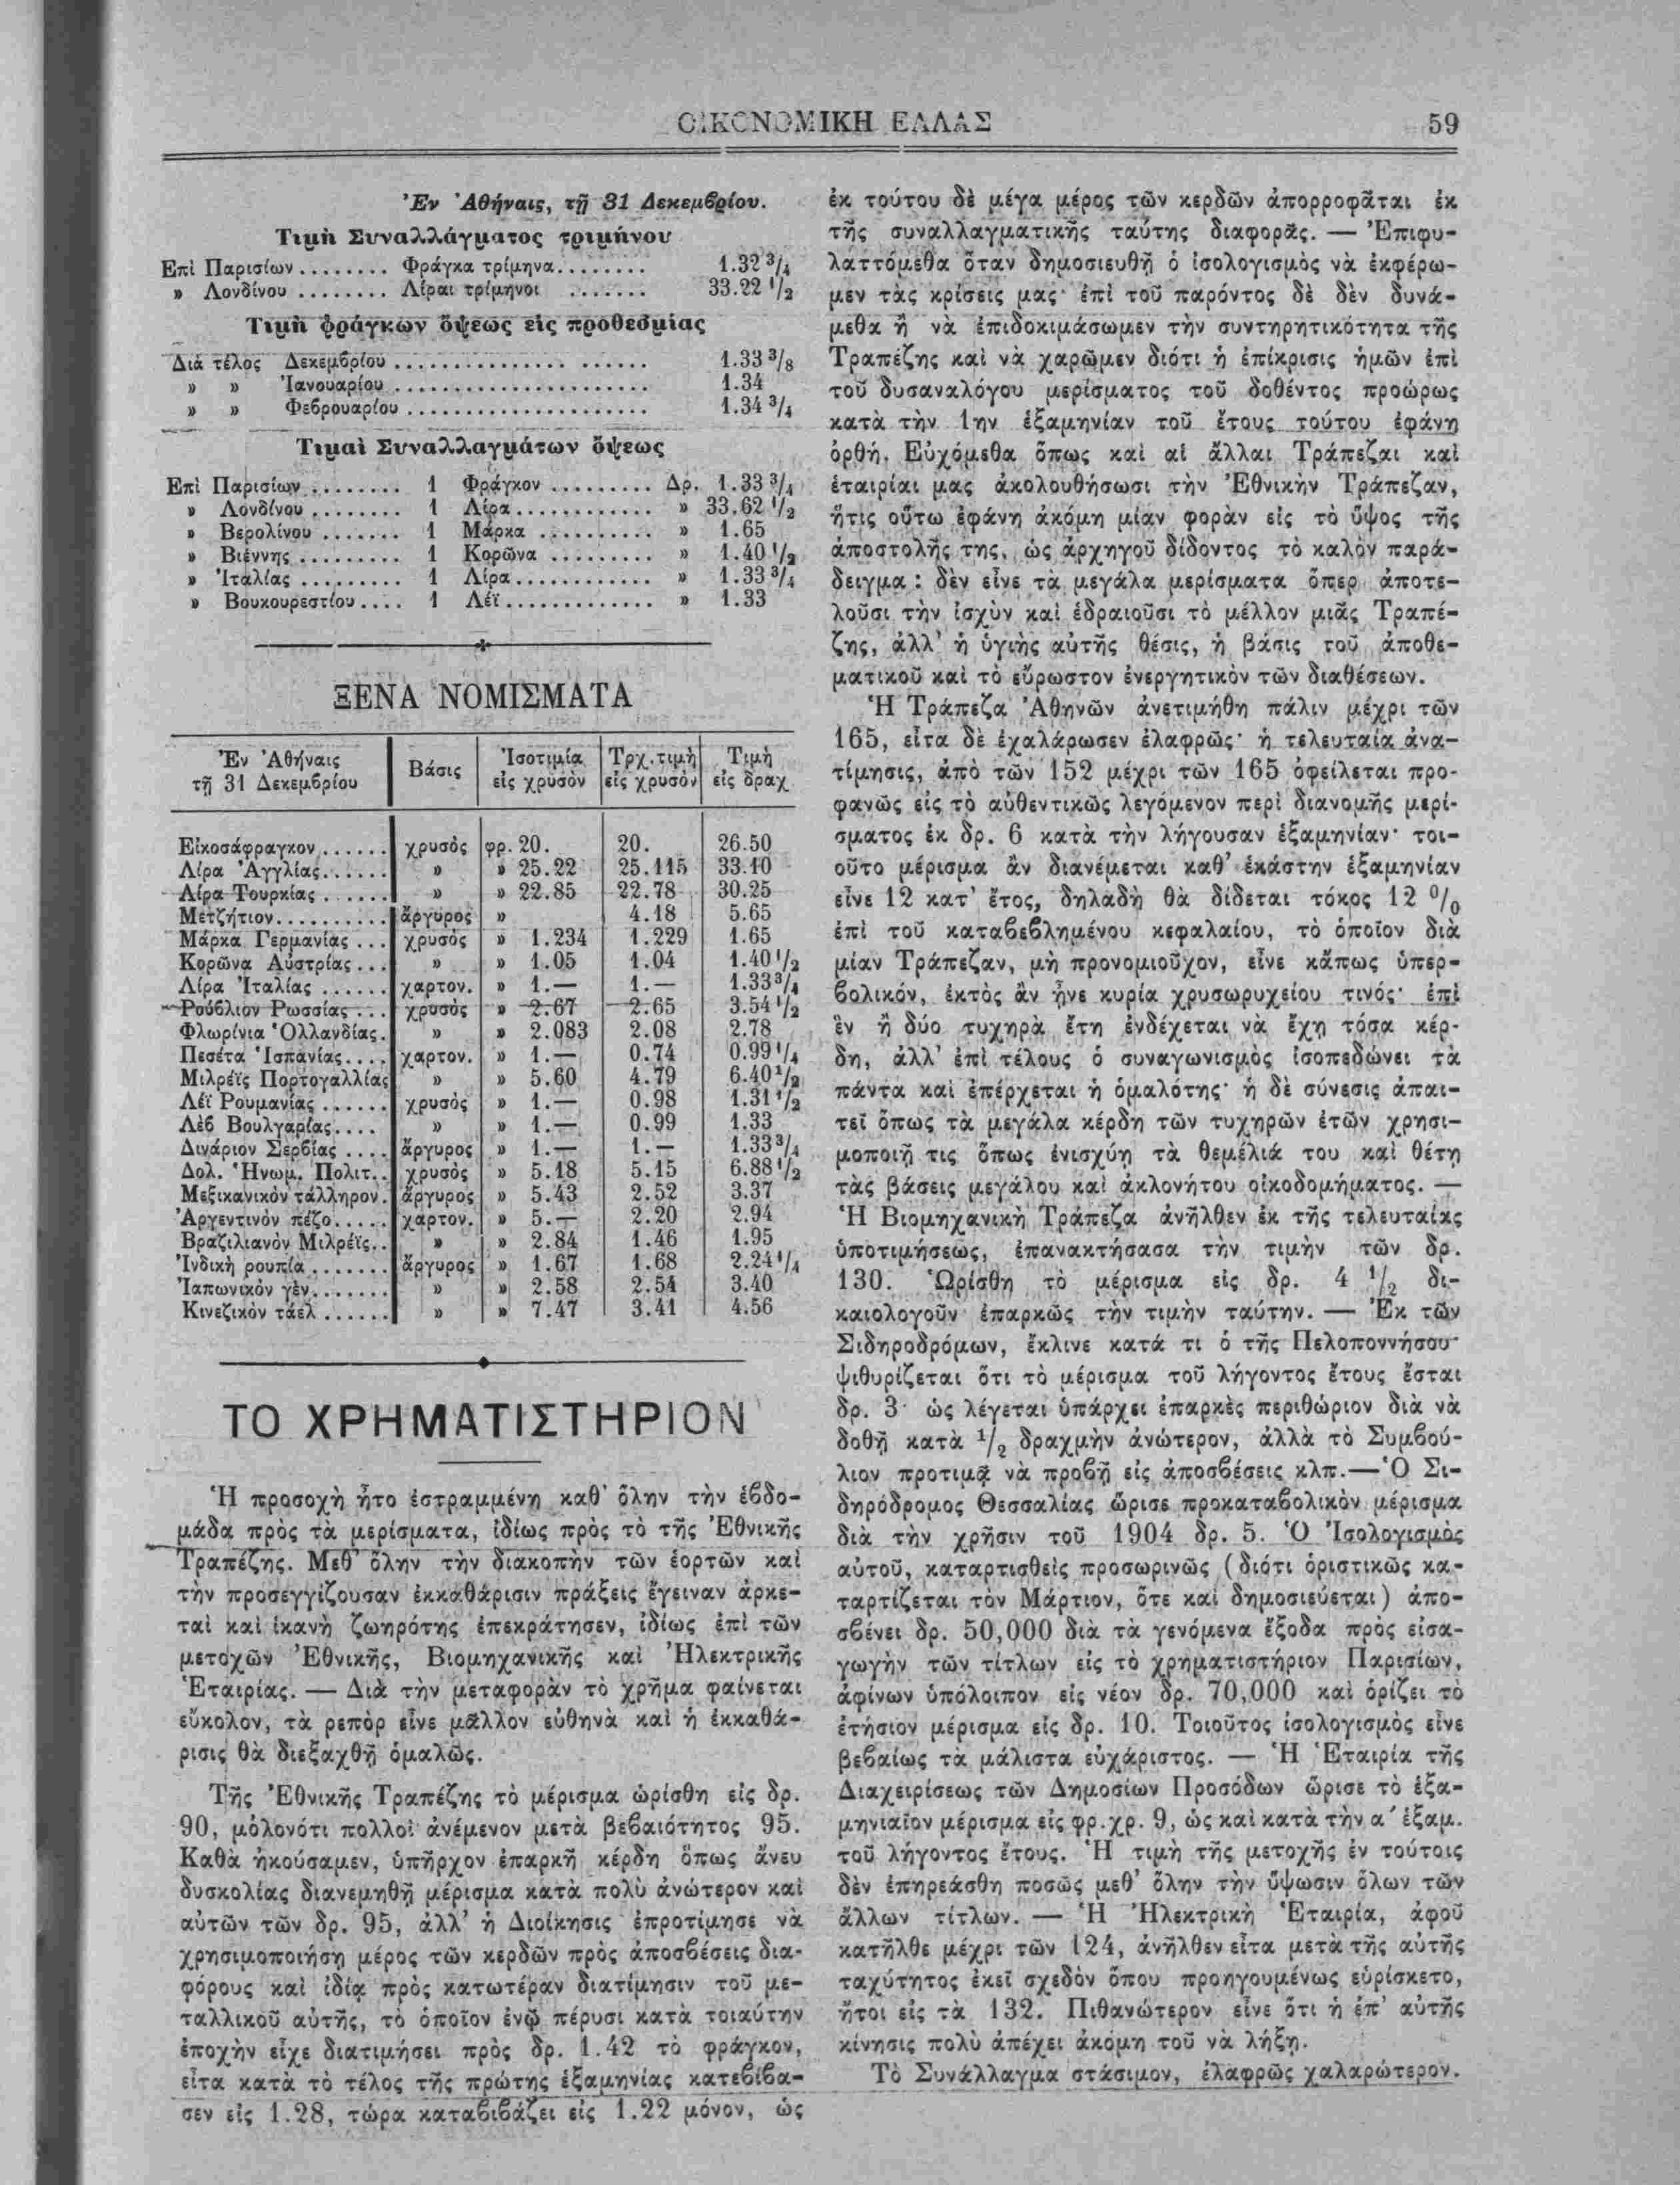 ΟΙΚΟΝΟΜΙΚΗ ΕΛΛΑΣ 59
Ἐν Ἀθήναις, τῇ 31 Δεκεμβρίου.
Τιμὴ Συναλλάγματος τριμήνου
Ἐπὶ Παρισίων ........ Φράγκα τρίμηνα ........ 1.32 3/4
» Λονδίνου ........ Λίραι τρίμηνοι ....... 33.22 1/2
Τιμὴ φράγκων ὄψεως εἰς προθεσμίας
Διὰ τέλος Δεκεμβρίου ..................... 1.33 3/8
» » Ἰανουαρίου ..................... 1.34
» » Φεβρουαρίου ..................... 1.34 3/4
Τιμαὶ Συναλλαγμάτων ὄψεως
Ἐπὶ Παρισίων ........ 1 Φράγκον ......... Δρ. 1.33 3/4
» Λονδίνου ........ 1 Λίρα ............ » 33.62 1/2
» Βερολίνου ....... 1 Μάρκα .......... » 1.65
» Βιέννης ......... 1 Κορῶνα ......... » 1.40 1/2
» Ἰταλίας ......... 1 Λίρα ............ » 1.33 3/4
» Βουκουρεστίου .... 1 Λέϊ ............. » 1.33
ΞΕΝΑ ΝΟΜΙΣΜΑΤΑ
Ἐν Ἀθήναις τῇ 31 Δεκεμβρίου | Βάσις | Ἰσοτιμία εἰς χρυσὸν | Τρχ. τιμὴ εἰς χρυσὸν | Τιμὴ εἰς δραχ.
Εἰκοσάφραγκον ...... χρυσὸς φρ. 20. 20. 26.50
Λίρα Ἀγγλίας ...... » » 25.22 25.115 33.10
Λίρα Τουρκίας ...... » » 22.85 22.78 30.25
Μετζήτιον .......... ἄργυρος » 4.18 5.65
Μάρκα Γερμανίας ... χρυσὸς » 1.234 1.229 1.65
Κορῶνα Αὐστρίας ... » » 1.05 1.04 1.40 1/2
Λίρα Ἰταλίας ...... χαρτον. » 1.— 1.— 1.33 3/4
Ρούβλιον Ρωσσίας ... χρυσὸς » 2.67 2.65 3.54 1/2
Φλωρίνια Ὁλλανδίας . » » 2.083 2.08 2.78
Πεσέτα Ἱσπανίας .... χαρτον. » 1.— 0.74 0.99 1/4
Μιλρέϊς Πορτογαλλίας » » 5.60 4.79 6.40 1/2
Λέϊ Ρουμανίας ...... χρυσὸς » 1.— 0.98 1.31 1/2
Λὲβ Βουλγαρίας .... » » 1.— 0.99 1.33
Δινάριον Σερβίας .... ἄργυρος » 1.— 1.— 1.33 3/4
Δολ. Ἡνωμ. Πολιτ. . χρυσὸς » 5.18 5.15 6.88 1/2
Μεξικανικὸν τάλληρον . ἄργυρος » 5.43 2.52 3.37
Ἀργεντινὸν πέζο ..... χαρτον. » 5.— 2.20 2.94
Βραζιλιανὸν Μιλρέϊς . . » » 2.84 1.46 1.95
Ἰνδικὴ ρουπία ....... ἄργυρος » 1.67 1.68 2.24 1/4
Ἰαπωνικὸν γὲν ....... » » 2.58 2.54 3.40
Κινεζικὸν τάελ ...... » » 7.47 3.41 4.56
ΤΟ ΧΡΗΜΑΤΙΣΤΗΡΙΟΝ
Ἡ προσοχὴ ἦτο ἐστραμμένη καθ' ὅλην τὴν ἑβδο-
μάδα πρὸς τὰ μερίσματα, ἰδίως πρὸς τὸ τῆς Ἐθνικῆς
Τραπέζης. Μεθ' ὅλην τὴν διακοπὴν τῶν ἑορτῶν καὶ
τὴν προσεγγίζουσαν ἐκκαθάρισιν πράξεις ἔγειναν ἀρκε-
ταὶ καὶ ἱκανὴ ζωηρότης ἐπεκράτησεν, ἰδίως ἐπὶ τῶν
μετοχῶν Ἐθνικῆς, Βιομηχανικῆς καὶ Ἠλεκτρικῆς
Ἑταιρίας. — Διὰ τὴν μεταφορὰν τὸ χρῆμα φαίνεται
εὔκολον, τὰ ρεπὸρ εἶνε μᾶλλον εὐθηνὰ καὶ ἡ ἐκκαθά-
ρισις θὰ διεξαχθῇ ὁμαλῶς.
Τῆς Ἐθνικῆς Τραπέζης τὸ μέρισμα ὡρίσθη εἰς δρ.
90, μόλονότι πολλοὶ ἀνέμενον μετὰ βεβαιότητος 95.
Καθὰ ἠκούσαμεν, ὑπῆρχον ἐπαρκῆ κέρδη ὅπως ἄνευ
δυσκολίας διανεμηθῇ μέρισμα κατὰ πολὺ ἀνώτερον καὶ
αὐτῶν τῶν δρ. 95, ἀλλ' ἡ Διοίκησις ἐπροτίμησε νὰ
χρησιμοποιήσῃ μέρος τῶν κερδῶν πρὸς ἀποσβέσεις δια-
φόρους καὶ ἰδίᾳ πρὸς κατωτέραν διατίμησιν τοῦ με-
ταλλικοῦ αὐτῆς, τὸ ὁποῖον ἐνῷ πέρυσι κατὰ τοιαύτην
ἐποχὴν εἶχε διατιμήσει πρὸς δρ. 1.42 τὸ φράγκον,
εἶτα κατὰ τὸ τέλος τῆς πρώτης ἑξαμηνίας κατεβίβα-
σεν εἰς 1.28, τώρα καταβιβάζει εἰς 1.22 μόνον, ὡς
ἐκ τούτου δὲ μέγα μέρος τῶν κερδῶν ἀπορροφᾶται ἐκ
τῆς συναλλαγματικῆς ταύτης διαφορᾶς. — Ἐπιφυ-
λαττόμεθα ὅταν δημοσιευθῇ ὁ ἰσολογισμὸς νὰ ἐκφέρω-
μεν τὰς κρίσεις μας· ἐπὶ τοῦ παρόντος δὲ δὲν δυνά-
μεθα ἢ νὰ ἐπιδοκιμάσωμεν τὴν συντηρητικότητα τῆς
Τραπέζης καὶ νὰ χαρῶμεν διότι ἡ ἐπίκρισις ἡμῶν ἐπὶ
τοῦ δυσαναλόγου μερίσματος τοῦ δοθέντος προώρως
κατὰ τὴν 1ην ἑξαμηνίαν τοῦ ἔτους τούτου ἐφάνη
ὀρθή. Εὐχόμεθα ὅπως καὶ αἱ ἄλλαι Τράπεζαι καὶ
ἑταιρίαι μας ἀκολουθήσωσι τὴν Ἐθνικὴν Τράπεζαν,
ἥτις οὕτω ἐφάνη ἀκόμη μίαν φορὰν εἰς τὸ ὕψος τῆς
ἀποστολῆς της, ὡς ἀρχηγοῦ δίδοντος τὸ καλὸν παρά-
δειγμα : δὲν εἶνε τὰ μεγάλα μερίσματα ὅπερ ἀποτε-
λοῦσι τὴν ἰσχὺν καὶ ἑδραιοῦσι τὸ μέλλον μιᾶς Τραπέ-
ζης, ἀλλ' ἡ ὑγιὴς αὐτῆς θέσις, ἡ βάσις τοῦ ἀποθε-
ματικοῦ καὶ τὸ εὔρωστον ἐνεργητικὸν τῶν διαθέσεων.
Ἡ Τράπεζα Ἀθηνῶν ἀνετιμήθη πάλιν μέχρι τῶν
165, εἶτα δὲ ἐχαλάρωσεν ἐλαφρῶς· ἡ τελευταία ἀνα-
τίμησις, ἀπὸ τῶν 152 μέχρι τῶν 165 ὀφείλεται προ-
φανῶς εἰς τὸ αὐθεντικῶς λεγόμενον περὶ διανομῆς μερί-
σματος ἐκ δρ. 6 κατὰ τὴν λήγουσαν ἑξαμηνίαν· τοι-
οῦτο μέρισμα ἂν διανέμεται καθ' ἑκάστην ἑξαμηνίαν
εἶνε 12 κατ' ἔτος, δηλαδὴ θὰ δίδεται τόκος 12 0/0
ἐπὶ τοῦ καταβεβλημένου κεφαλαίου, τὸ ὁποῖον διὰ
μίαν Τράπεζαν, μὴ προνομιοῦχον, εἶνε κἄπως ὑπερ-
βολικόν, ἐκτὸς ἂν ἦνε κυρία χρυσωρυχείου τινός· ἐπὶ
ἓν ἢ δύο τυχηρὰ ἔτη ἐνδέχεται νὰ ἔχῃ τόσα κέρ-
δη, ἀλλ' ἐπὶ τέλους ὁ συναγωνισμὸς ἰσοπεδώνει τὰ
πάντα καὶ ἐπέρχεται ἡ ὁμαλότης· ἡ δὲ σύνεσις ἀπαι-
τεῖ ὅπως τὰ μεγάλα κέρδη τῶν τυχηρῶν ἐτῶν χρησι-
μοποιῇ τις ὅπως ἐνισχύῃ τὰ θεμέλιά του καὶ θέτῃ
τὰς βάσεις μεγάλου καὶ ἀκλονήτου οἰκοδομήματος. —
Ἡ Βιομηχανικὴ Τράπεζα ἀνῆλθεν ἐκ τῆς τελευταίας
ὑποτιμήσεως, ἐπανακτήσασα τὴν τιμὴν τῶν δρ.
130. Ὡρίσθη τὸ μέρισμα εἰς δρ. 4 1/2 δι-
καιολογοῦν ἐπαρκῶς τὴν τιμὴν ταύτην. — Ἐκ τῶν
Σιδηροδρόμων, ἔκλινε κατά τι ὁ τῆς Πελοποννήσου·
ψιθυρίζεται ὅτι τὸ μέρισμα τοῦ λήγοντος ἔτους ἔσται
δρ. 3· ὡς λέγεται ὑπάρχει ἐπαρκὲς περιθώριον διὰ νὰ
δοθῇ κατὰ 1/2 δραχμὴν ἀνώτερον, ἀλλὰ τὸ Συμβού-
λιον προτιμᾷ νὰ προβῇ εἰς ἀποσβέσεις κλπ.—Ὁ Σι-
δηρόδρομος Θεσσαλίας ὥρισε προκαταβολικὸν μέρισμα
διὰ τὴν χρῆσιν τοῦ 1904 δρ. 5. Ὁ Ἰσολογισμὸς
αὐτοῦ, καταρτισθεὶς προσωρινῶς (διότι ὁριστικῶς κα-
ταρτίζεται τὸν Μάρτιον, ὅτε καὶ δημοσιεύεται) ἀπο-
σβένει δρ. 50,000 διὰ τὰ γενόμενα ἔξοδα πρὸς εἰσα-
γωγὴν τῶν τίτλων εἰς τὸ χρηματιστήριον Παρισίων,
ἀφίνων ὑπόλοιπον εἰς νέον δρ. 70,000 καὶ ὁρίζει τὸ
ἐτήσιον μέρισμα εἰς δρ. 10. Τοιοῦτος ἰσολογισμὸς εἶνε
βεβαίως τὰ μάλιστα εὐχάριστος. — Ἡ Ἑταιρία τῆς
Διαχειρίσεως τῶν Δημοσίων Προσόδων ὥρισε τὸ ἑξα-
μηνιαῖον μέρισμα εἰς φρ. χρ. 9, ὡς καὶ κατὰ τὴν α' ἑξαμ.
τοῦ λήγοντος ἔτους. Ἡ τιμὴ τῆς μετοχῆς ἐν τούτοις
δὲν ἐπηρεάσθη ποσῶς μεθ' ὅλην τὴν ὕψωσιν ὅλων τῶν
ἄλλων τίτλων. — Ἡ Ἠλεκτρικὴ Ἑταιρία, ἀφοῦ
κατῆλθε μέχρι τῶν 124, ἀνῆλθεν εἶτα μετὰ τῆς αὐτῆς
ταχύτητος ἐκεῖ σχεδὸν ὅπου προηγουμένως εὑρίσκετο,
ἤτοι εἰς τὰ 132. Πιθανώτερον εἶνε ὅτι ἡ ἐπ' αὐτῆς
κίνησις πολὺ ἀπέχει ἀκόμη τοῦ νὰ λήξῃ.
Τὸ Συνάλλαγμα στάσιμον, ἐλαφρῶς χαλαρώτερον.